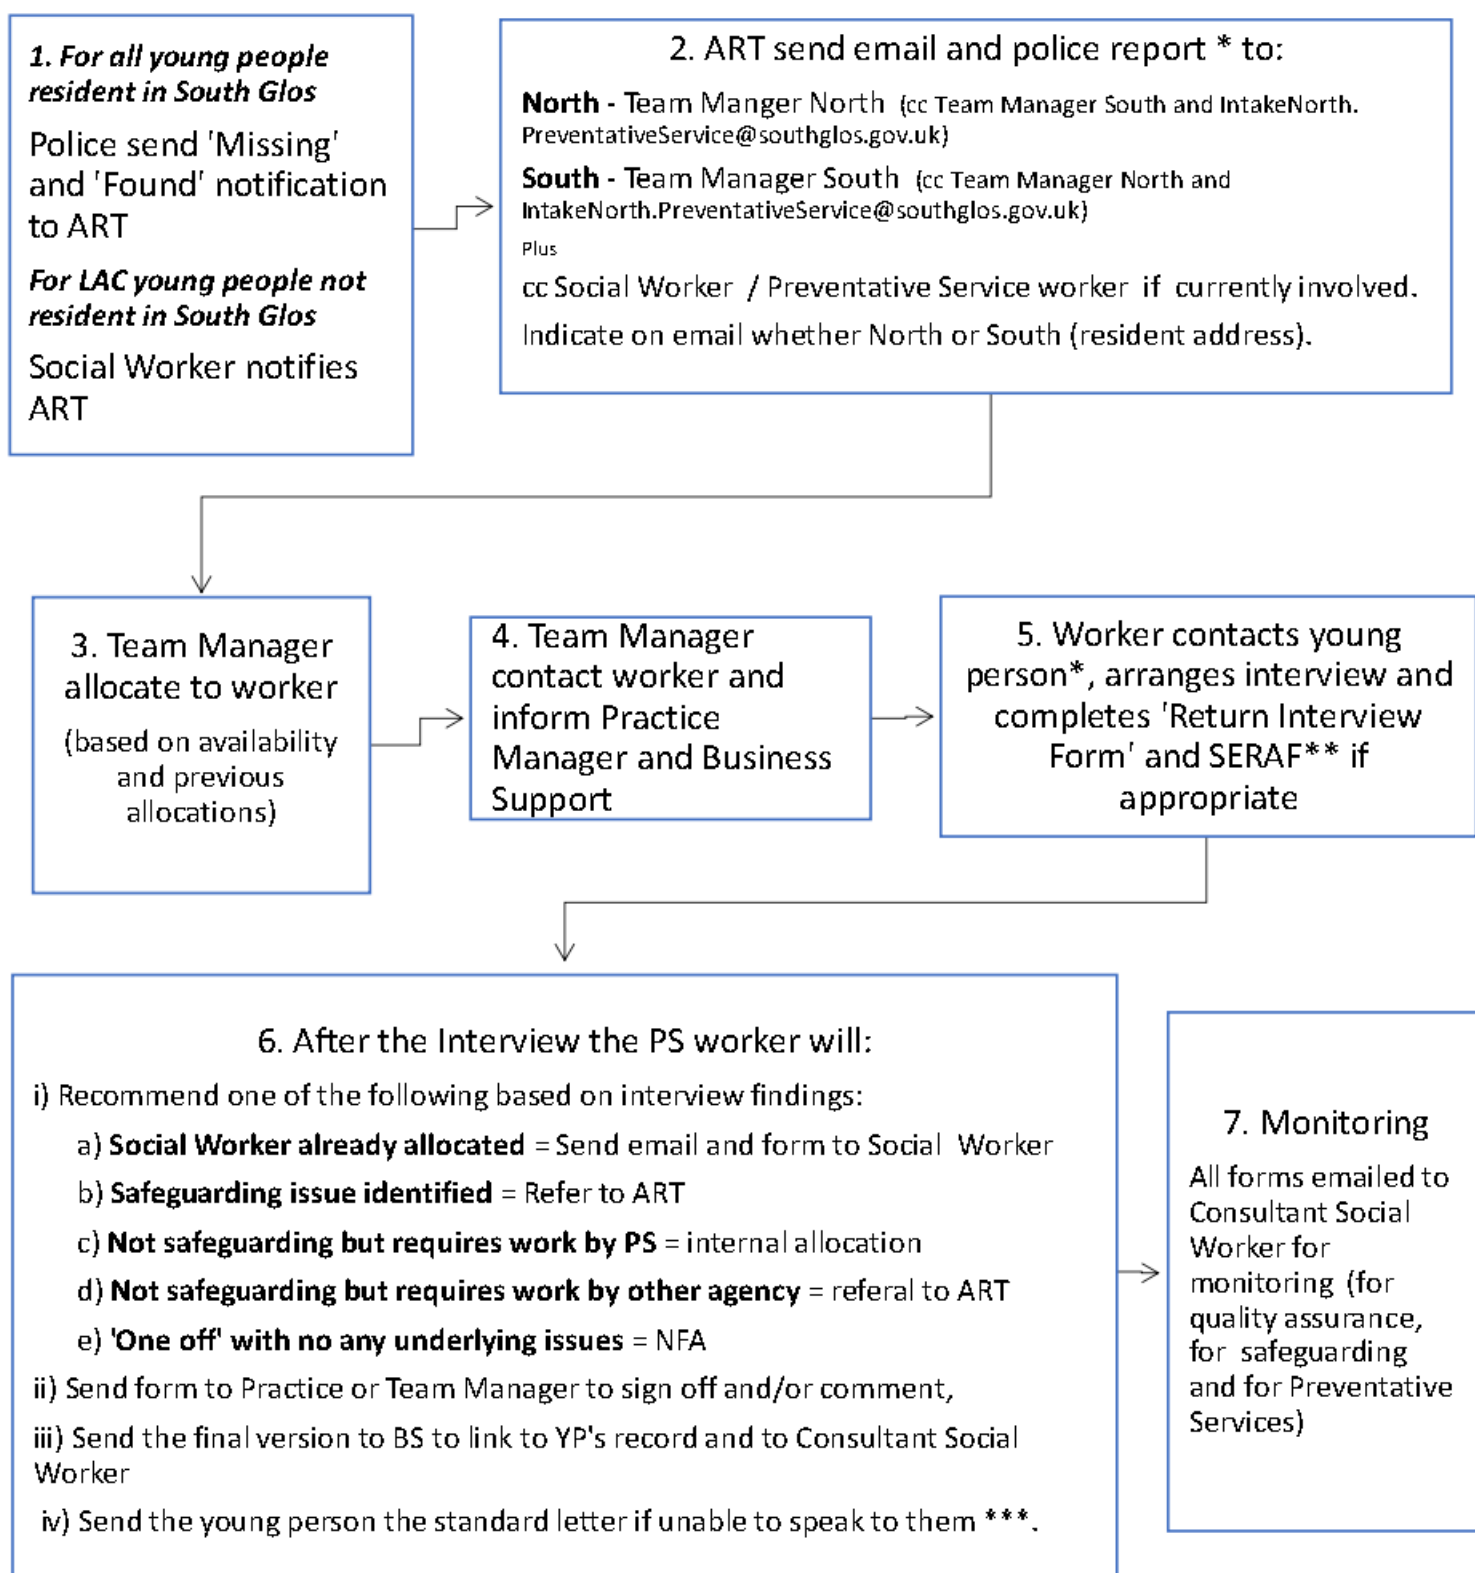 1. For all young people
resident in South Glos
Police send 'Missing'
and 'Found' notification
to ART
For LAC young people not
resident in South Glos
Social Worker notifies
ART
2. ART send email and police report * to:
North - Team Manger North (cc Team Manager South and IntakeNorth.
PreventativeService@southglos.gov.uk)
South - Team Manager South (cc Team Manager North and
IntakeNorth.PreventativeService@southglos.gov.uk)
Plus
cc Social Worker / Preventative Service worker if currently involved.
Indicate on email whether North or South (resident address).
3. Team Manager
allocate to worker
(based on availability
and previous
allocations)
4. Team Manager
contact worker and
inform Practice
Manager and Business
Support
5. Worker contacts young
person*, arranges interview and
completes 'Return Interview
Form' and SERAF** if
appropriate
6. After the Interview the PS worker will:
i) Recommend one of the following based on interview findings:
a) Social Worker already allocated = Send email and form to Social Worker
b) Safeguarding issue identified = Refer to ART
c) Not safeguarding but requires work by PS = internal allocation
d) Not safeguarding but requires work by other agency = referal to ART
e) 'One off' with no any underlying issues = NFA
ii) Send form to Practice or Team Manager to sign off and/or comment,
iii) Send the final version to BS to link to YP's record and to Consultant Social
Worker
iv) Send the young person the standard letter if unable to speak to them ***.
7. Monitoring
All forms emailed to
Consultant Social
Worker for
monitoring (for
quality assurance,
for safeguarding
and for Preventative
Services)